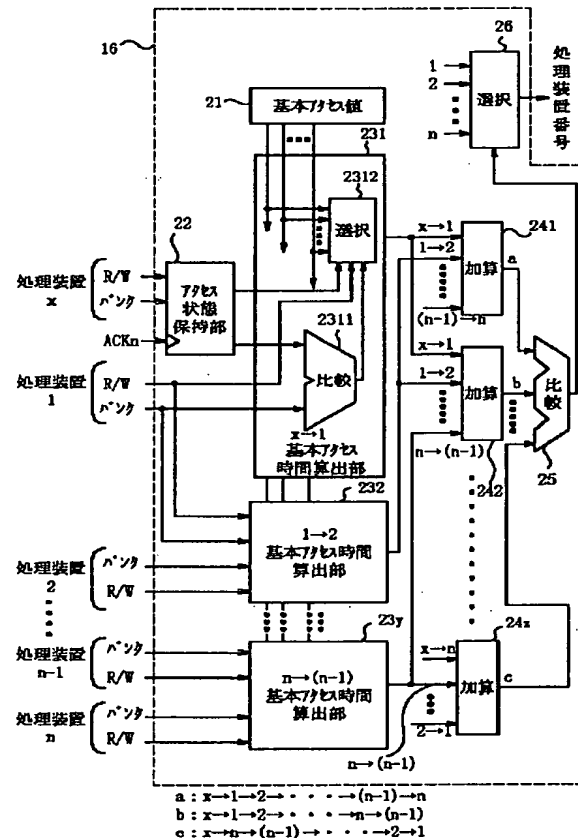 16
26
1
2
n
選択
処理装置番号
21
基本アクセス値
231
2312
選択
22
処理装置
x
R/W
バンク
ACKn
アクセス
状態
保持部
2311
比較
処理装置
1
R/W
バンク
x→1
基本アクセス
時間算出部
x→1
1→2
(n-1)→n
加算
241
a
x→1
1→2
n→(n-1)
加算
242
b
比較
25
232
1→2
基本アクセス時間
算出部
処理装置
2
バンク
R/W
処理装置
n-1
バンク
R/W
処理装置
n
バンク
R/W
23y
n→(n-1)
基本アクセス時間
算出部
24z
x→n
n→(n-1)
2→1
加算
c
a：x→1→2→・・・・→(n-1)→n
b：x→1→2→・・・・→n→(n-1)
c：x→n→(n-1)→・・・・→2→1